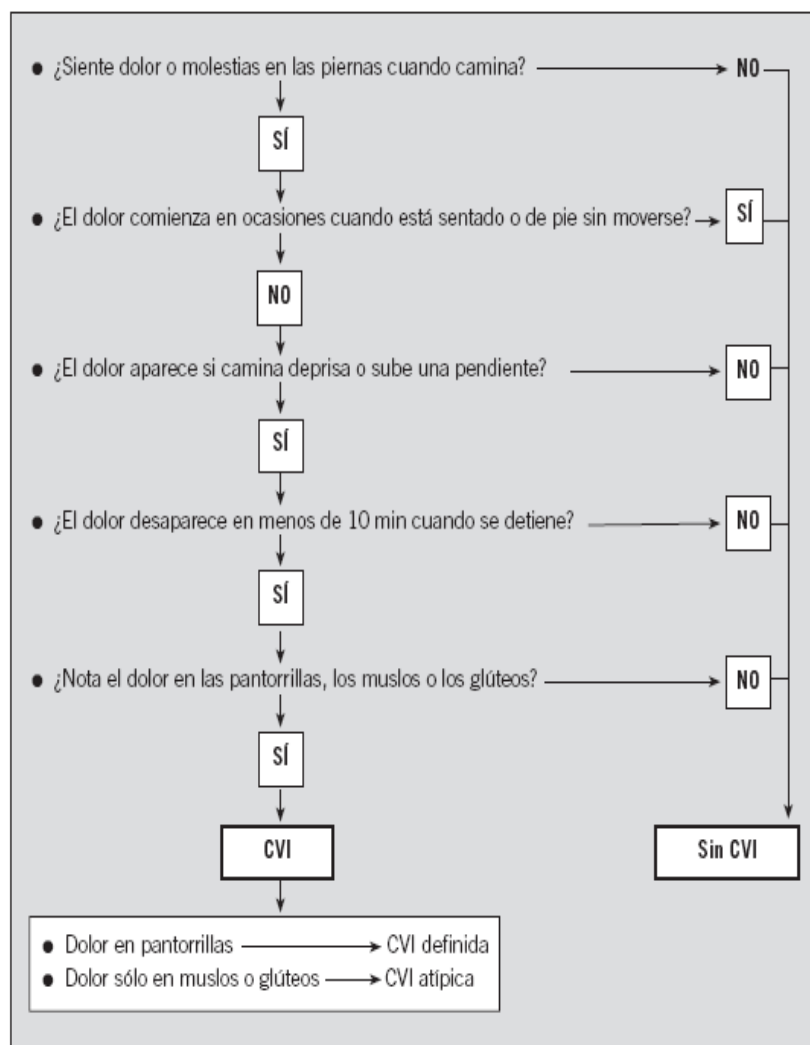 ● ¿Siente dolor o molestias en las piernas cuando camina? NO
SÍ
● ¿El dolor comienza en ocasiones cuando está sentado o de pie sin moverse? SÍ
NO
● ¿El dolor aparece si camina deprisa o sube una pendiente? NO
SÍ
● ¿El dolor desaparece en menos de 10 min cuando se detiene? NO
SÍ
● ¿Nota el dolor en las pantorrillas, los muslos o los glúteos? NO
SÍ
CVI Sin CVI
● Dolor en pantorrillas CVI definida
● Dolor sólo en muslos o glúteos CVI atípica